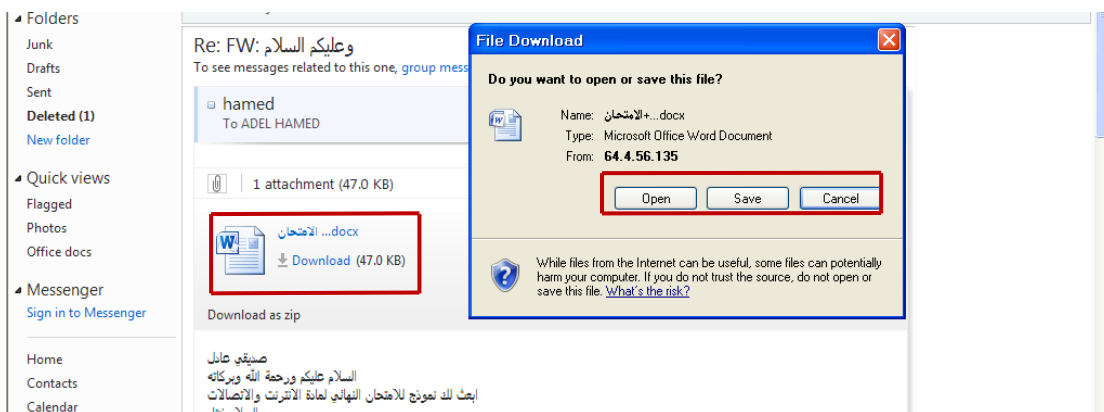 Folders
Junk
Drafts
Sent
Deleted (1)
New folder
Quick views
Flagged
Photos
Office docs
Messenger
Sign in to Messenger
Home
Contacts
Calendar
Re: FW: وعليكم السلام
To see messages related to this one, group mess
hamed
To ADEL HAMED
1 attachment (47.0 KB)
الامتحان ...docx
Download (47.0 KB)
Download as zip
صديقي عادل
السلام عليكم ورحمة الله وبركاته
ابعث لك نموذج للامتحان النهائي لمادة الانترنت والاتصالات
File Download
Do you want to open or save this file?
Name: الامتحان+...docx
Type: Microsoft Office Word Document
From: 64.4.56.135
Open Save Cancel
While files from the Internet can be useful, some files can potentially
harm your computer. If you do not trust the source, do not open or
save this file. What's the risk?